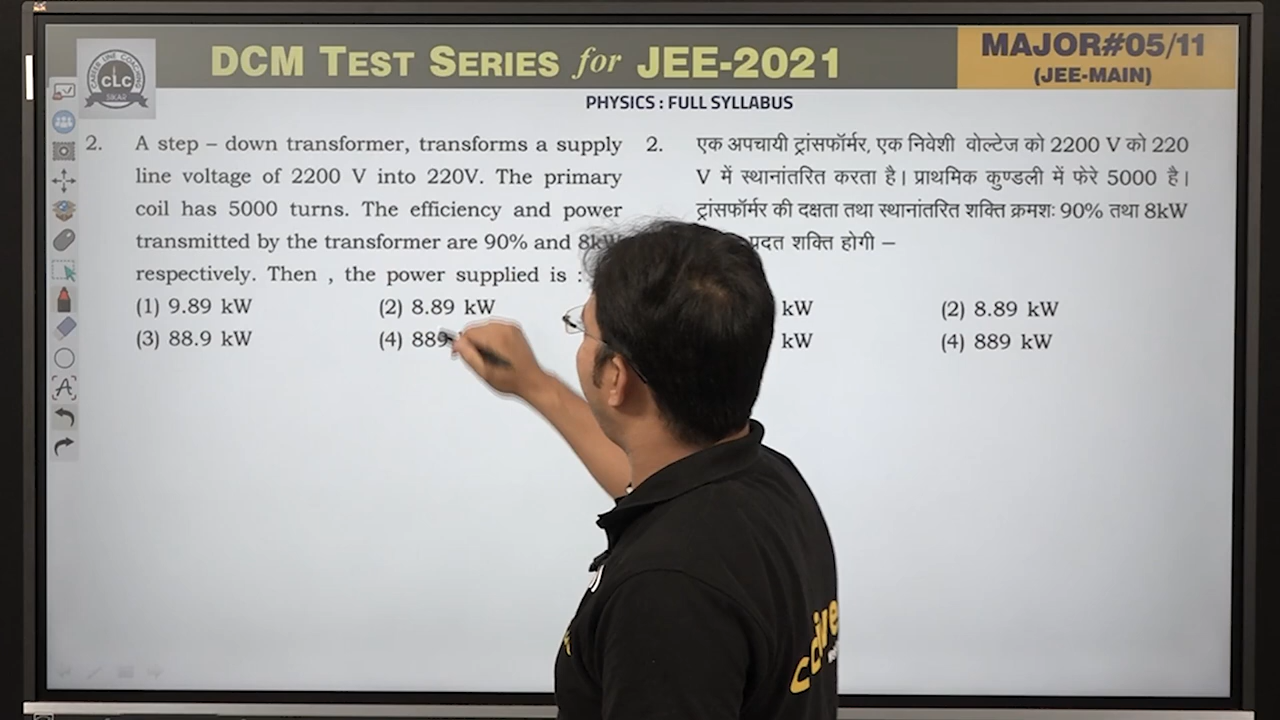 DCM TEST SERIES for JEE-2021
MAJOR#05/11
(JEE-MAIN)
CLC
SIKAR
PHYSICS : FULL SYLLABUS
2. A step – down transformer, transforms a supply
line voltage of 2200 V into 220V. The primary
coil has 5000 turns. The efficiency and power
transmitted by the transformer are 90% and 8kW
respectively. Then , the power supplied is :
(1) 9.89 kW (2) 8.89 kW
(3) 88.9 kW (4) 889
2. एक अपचायी ट्रांसफॉर्मर, एक निवेशी वोल्टेज को 2200 V को 220
V में स्थानांतरित करता है। प्राथमिक कुण्डली में फेरे 5000 है।
ट्रांसफॉर्मर की दक्षता तथा स्थानांतरित शक्ति क्रमशः 90% तथा 8kW
प्रदत शक्ति होगी –
kW (2) 8.89 kW
kW (4) 889 kW